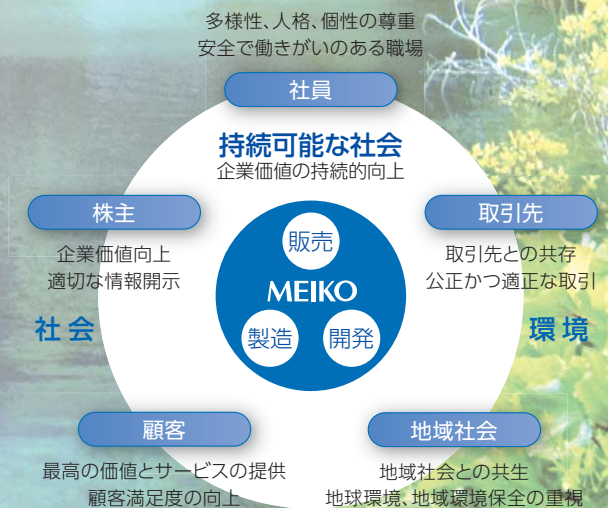 多様性、人格、個性の尊重
安全で働きがいのある職場
社員
持続可能な社会
企業価値の持続的向上
株主
企業価値向上
適切な情報開示
取引先
取引先との共存
公正かつ適正な取引
販売
MEIKO
製造
開発
社会
環境
顧客
最高の価値とサービスの提供
顧客満足度の向上
地域社会
地域社会との共生
地球環境、地域環境保全の重視